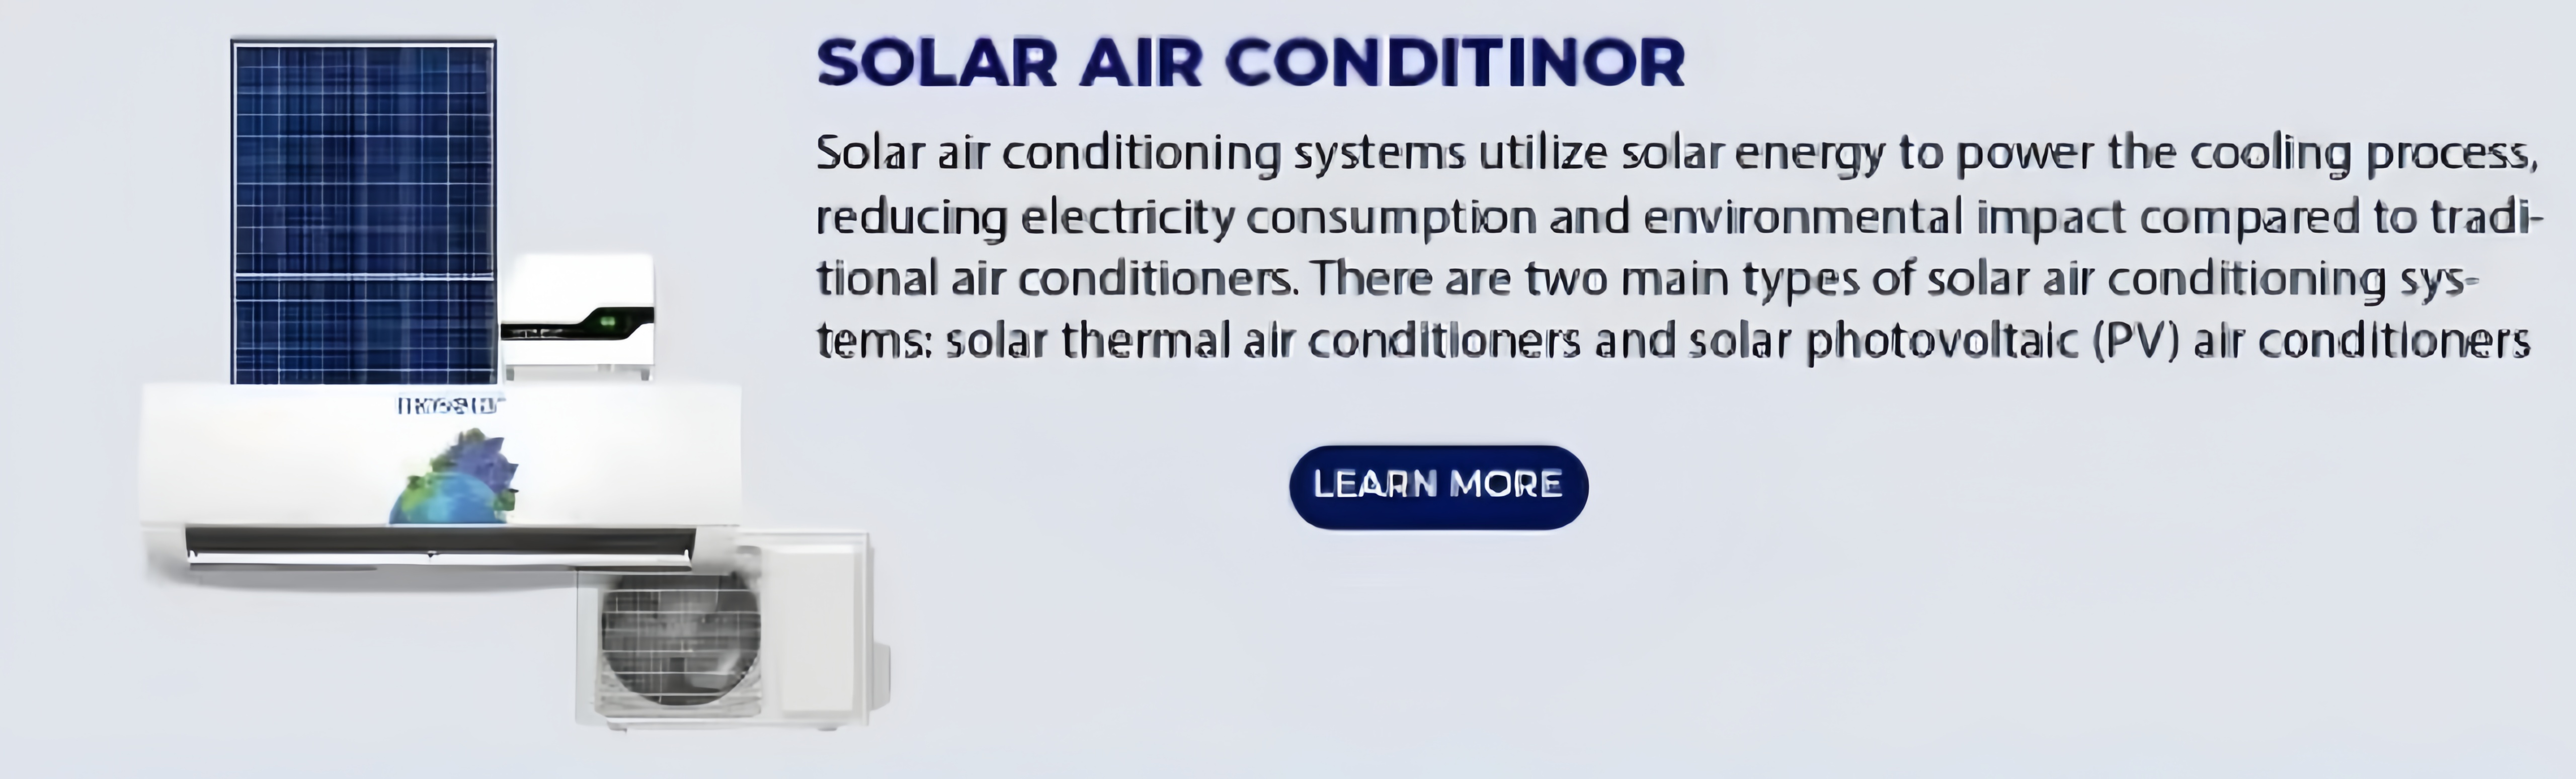 SOLAR AIR CONDITINOR
Solar air conditioning systems utilize solar energy to power the cooling process,
reducing electricity consumption and environmental impact compared to tradi-
tional air conditioners. There are two main types of solar air conditioning sys-
tems: solar thermal air conditioners and solar photovoltaic (PV) air conditioners
LEARN MORE